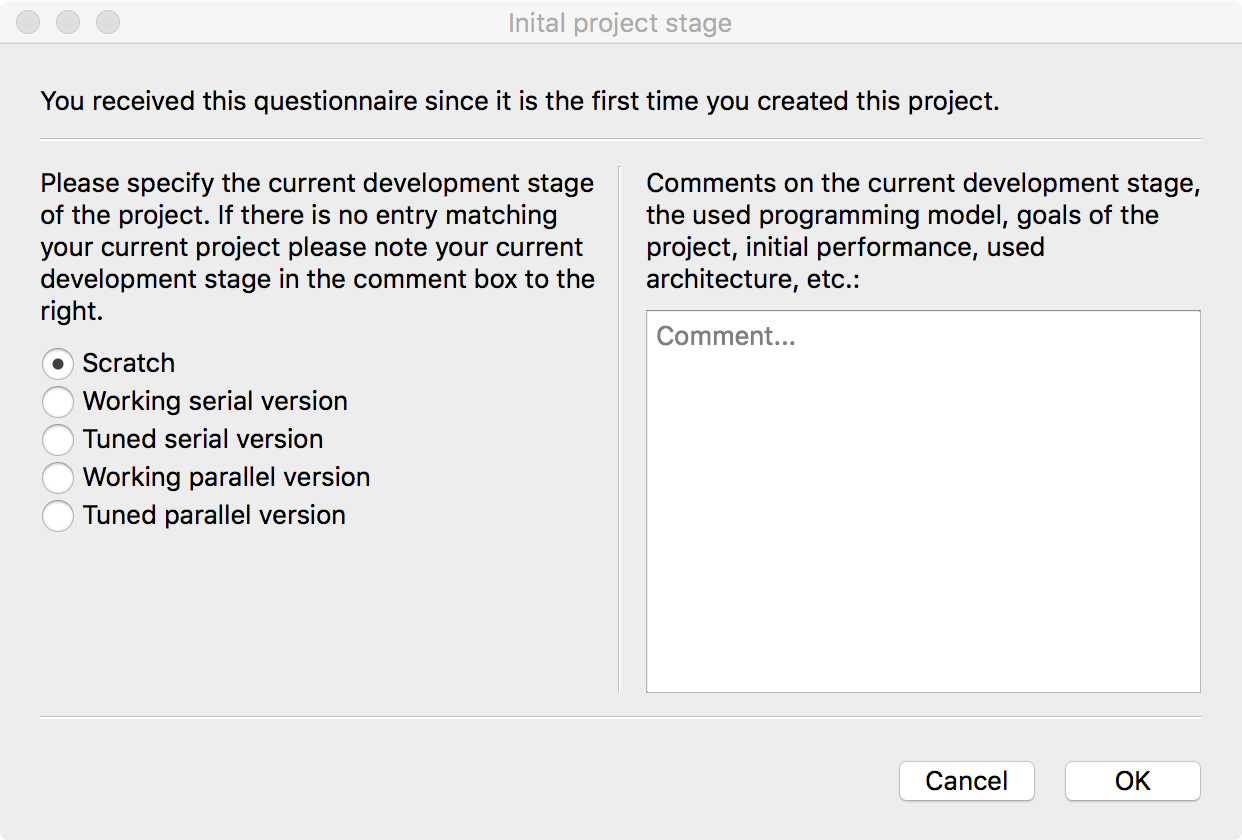 Inital project stage
You received this questionnaire since it is the first time you created this project.
Please specify the current development stage
of the project. If there is no entry matching
your current project please note your current
development stage in the comment box to the
right.
Scratch
Working serial version
Tuned serial version
Working parallel version
Tuned parallel version
Comments on the current development stage,
the used programming model, goals of the
project, initial performance, used
architecture, etc.:
Comment...
Cancel
OK